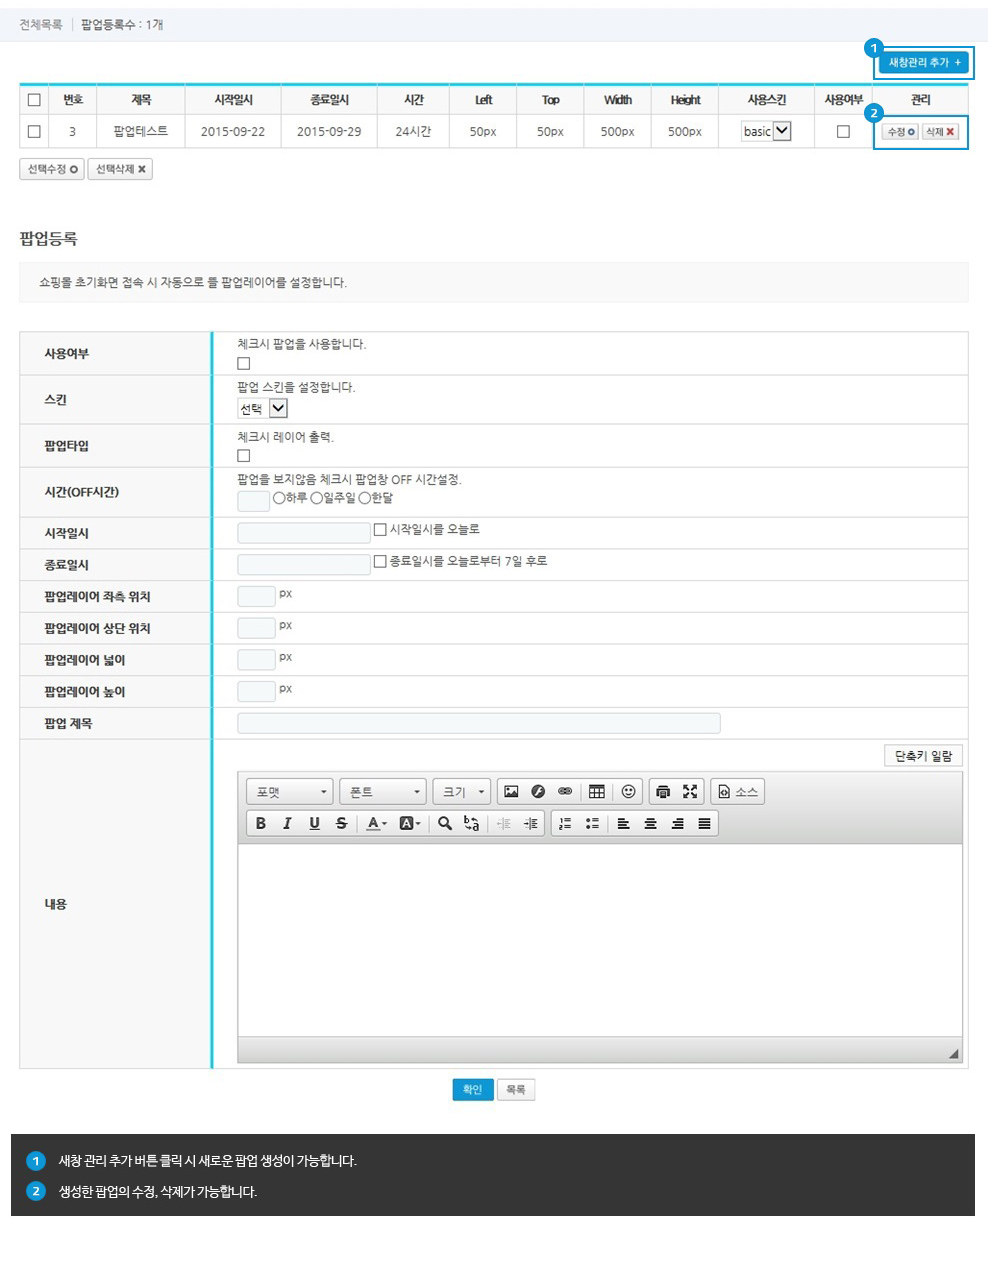 전체목록 | 팝업등록수 : 1개
1
새창관리 추가 +
번호 제목 시작일시 종료일시 시간 Left Top Width Height 사용스킨 사용여부 관리
2
3 팝업테스트 2015-09-22 2015-09-29 24시간 50px 50px 500px 500px basic 수정 삭제
선택수정 선택삭제
팝업등록
쇼핑몰 초기화면 접속 시 자동으로 뜰 팝업레이어를 설정합니다.
사용여부 체크시 팝업을 사용합니다.
스킨 팝업 스킨을 설정합니다.
선택
팝업타입 체크시 레이어 출력.
시간(OFF시간) 팝업을 보지않음 체크시 팝업창 OFF 시간설정.
하루 일주일 한달
시작일시 시작일시를 오늘로
종료일시 종료일시를 오늘로부터 7일 후로
팝업레이어 좌측 위치 px
팝업레이어 상단 위치 px
팝업레이어 넓이 px
팝업레이어 높이 px
팝업 제목
단축키 일람
포맷 폰트 크기 소스
B I U S A A
내용
확인 목록
1 새창 관리 추가 버튼 클릭 시 새로운 팝업 생성이 가능합니다.
2 생성한 팝업의 수정, 삭제가 가능합니다.